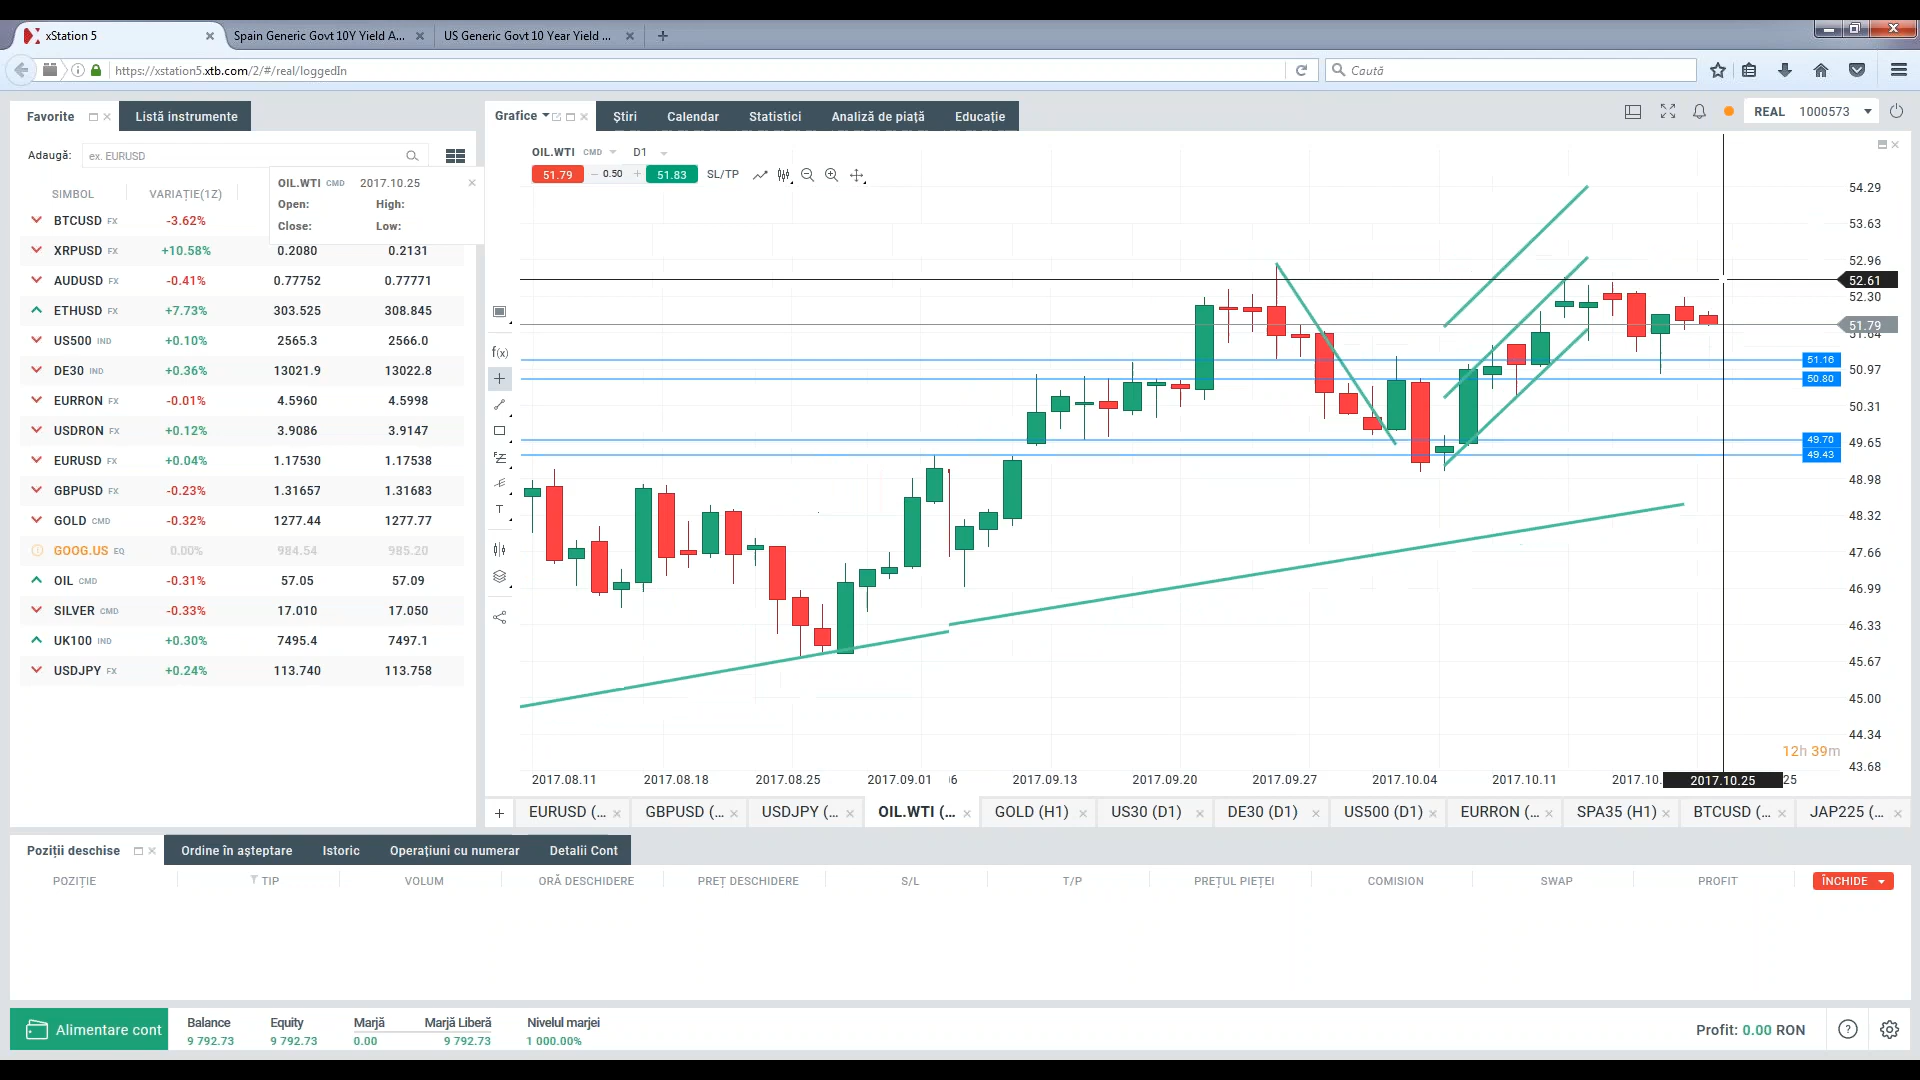 xStation 5
Spain Generic Govt 10Y Yield A...
US Generic Govt 10 Year Yield ...
https://xstation5.xtb.com/2/#/real/loggedIn
Caută
Favorite
Listă instrumente
Grafice
Știri
Calendar
Statistici
Analiză de piață
Educație
REAL 1000573
Adaugă:
ex. EURUSD
SIMBOL VARIAȚIE(1Z)
OIL.WTI CMD 2017.10.25
Open: High:
Close: Low:
BTCUSD FX -3.62%
XRPUSD FX +10.58% 0.2080 0.2131
AUDUSD FX -0.41% 0.77752 0.77771
ETHUSD FX +7.73% 303.525 308.845
US500 IND +0.10% 2565.3 2566.0
DE30 IND +0.36% 13021.9 13022.8
EURRON FX -0.01% 4.5960 4.5998
USDRON FX +0.12% 3.9086 3.9147
EURUSD FX +0.04% 1.17530 1.17538
GBPUSD FX -0.23% 1.31657 1.31683
GOLD CMD -0.32% 1277.44 1277.77
GOOG.US EQ 0.00% 984.54 985.20
OIL CMD -0.31% 57.05 57.09
SILVER CMD -0.33% 17.010 17.050
UK100 IND +0.30% 7495.4 7497.1
USDJPY FX +0.24% 113.740 113.758
OIL.WTI CMD D1
51.79 0.50 51.83 SL/TP
f(x)
T
54.29
53.63
52.96
52.61
52.30
51.79
51.64
51.16
50.97
50.80
50.31
49.70
49.65
49.43
48.98
48.32
47.66
46.99
46.33
45.67
45.00
44.34
12h 39m
43.68
2017.08.11 2017.08.18 2017.08.25 2017.09.01 06 2017.09.13 2017.09.20 2017.09.27 2017.10.04 2017.10.11 2017.10. 2017.10.25 25
EURUSD (... GBPUSD (... USDJPY (... OIL.WTI (... GOLD (H1) US30 (D1) DE30 (D1) US500 (D1) EURRON (... SPA35 (H1) BTCUSD (... JAP225 (...
Poziții deschise
Ordine în așteptare
Istoric
Operațiuni cu numerar
Detalii Cont
POZIȚIE TIP VOLUM ORĂ DESCHIDERE PREȚ DESCHIDERE S/L T/P PREȚUL PIEȚEI COMISION SWAP PROFIT ÎNCHIDE
Alimentare cont
Balance Equity Marjă Marjă Liberă Nivelul marjei
9 792.73 9 792.73 0.00 9 792.73 1 000.00%
Profit: 0.00 RON